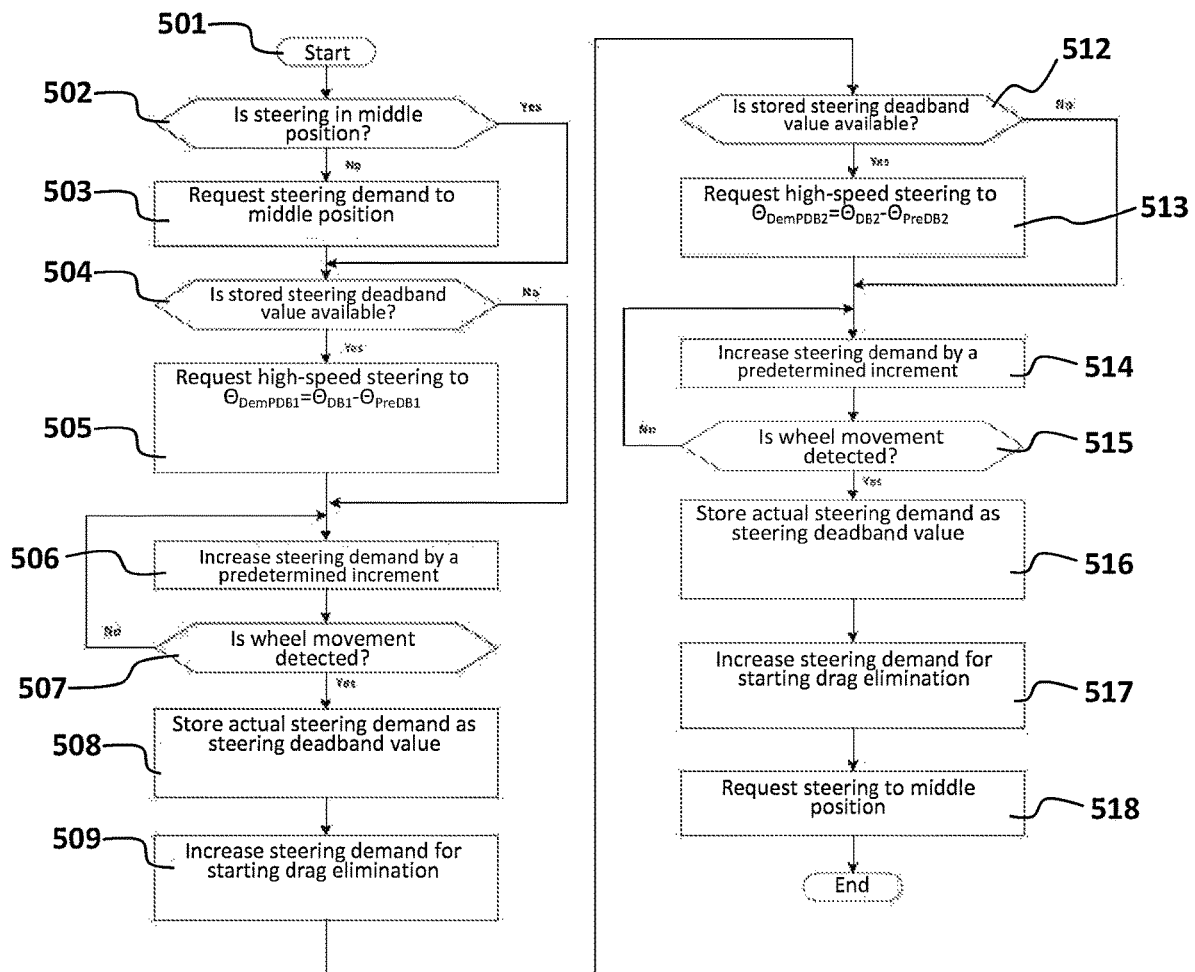 501
Start
502
Is steering in middle
position?
Yes
No
503
Request steering demand to
middle position
504
Is stored steering deadband
value available?
No
Yes
505
Request high-speed steering to
Θ_DemPDB1=Θ_DB1-Θ_PreDB1
506
Increase steering demand by a
predetermined increment
No
507
Is wheel movement
detected?
Yes
508
Store actual steering demand as
steering deadband value
509
Increase steering demand for
starting drag elimination
512
Is stored steering deadband
value available?
No
Yes
Request high-speed steering to
Θ_DemPDB2=Θ_DB2-Θ_PreDB2
513
Increase steering demand by a
predetermined increment
514
No
Is wheel movement
detected?
515
Yes
Store actual steering demand as
steering deadband value
516
Increase steering demand for
starting drag elimination
517
Request steering to middle
position
518
End